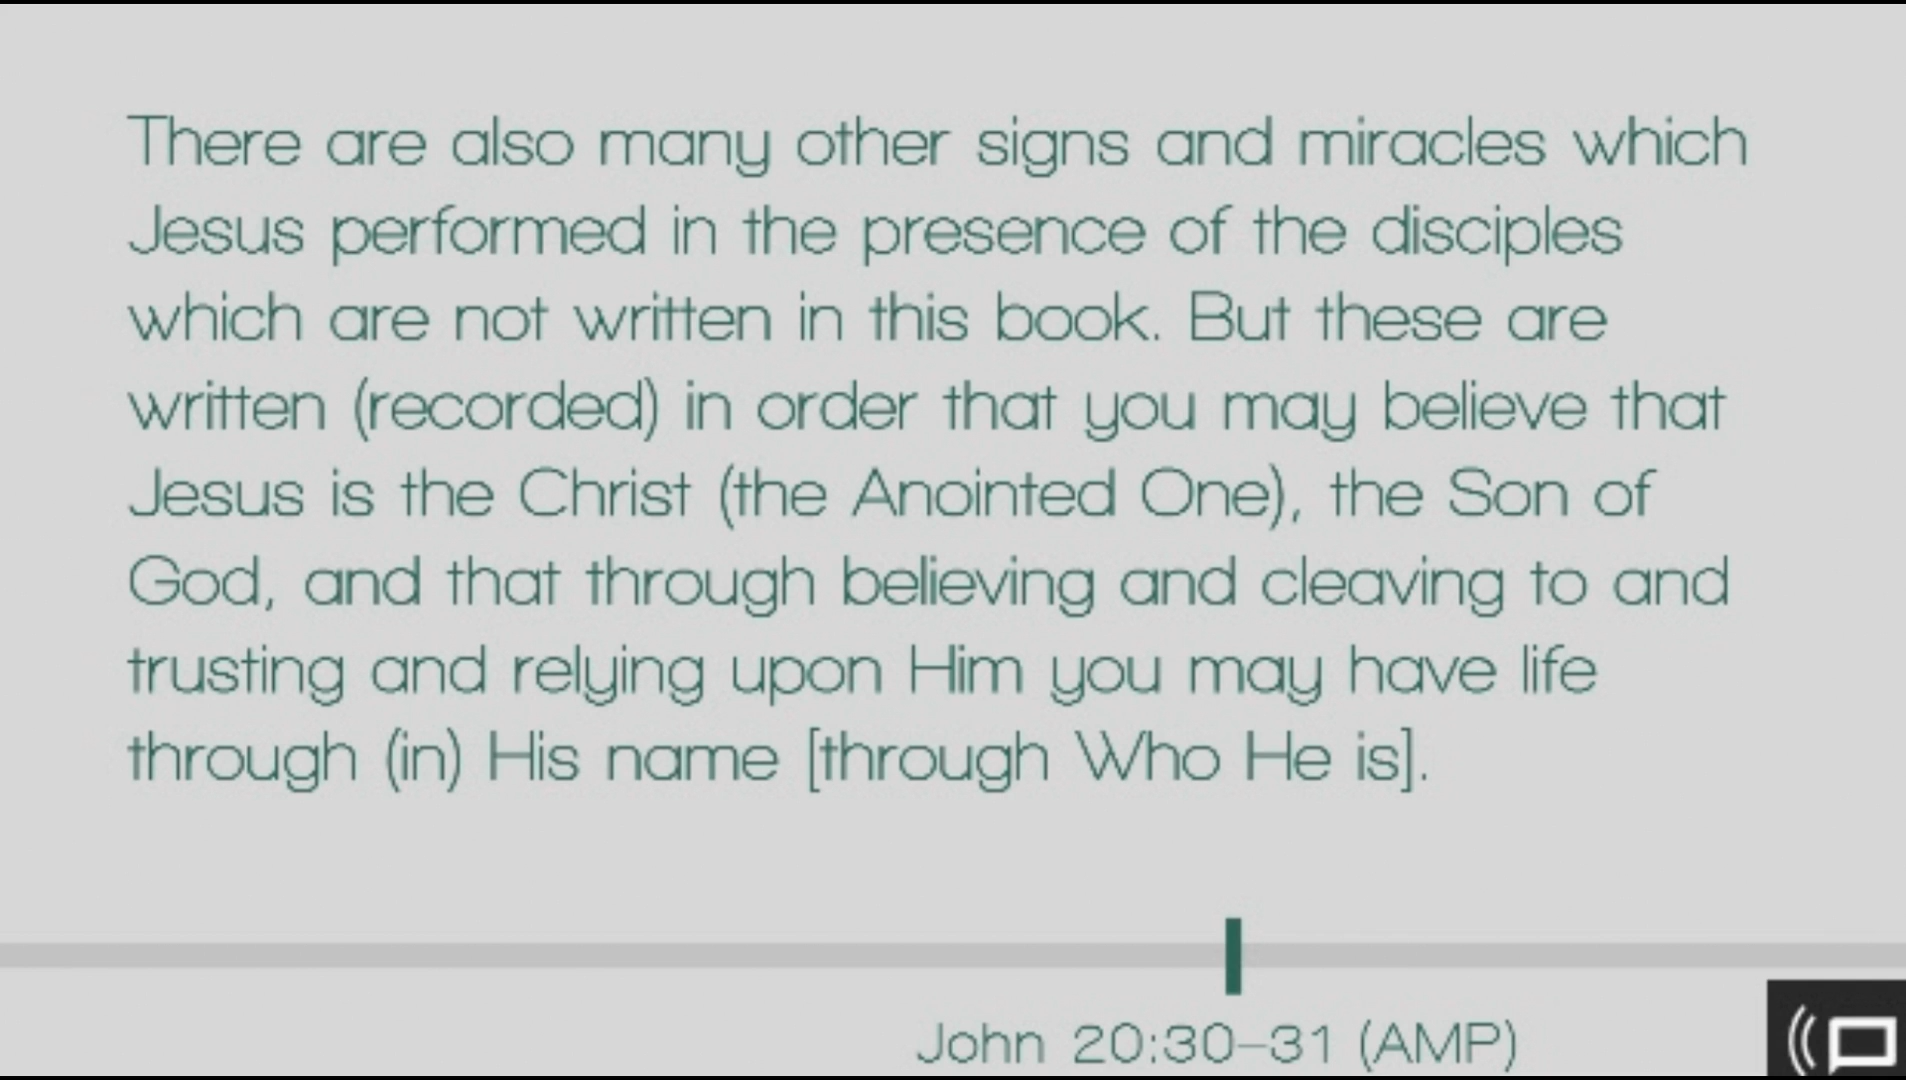 There are also many other signs and miracles which
Jesus performed in the presence of the disciples
which are not written in this book. But these are
written (recorded) in order that you may believe that
Jesus is the Christ (the Anointed One), the Son of
God, and that through believing and cleaving to and
trusting and relying upon Him you may have life
through (in) His name [through Who He is].
John 20:30–31 (AMP)